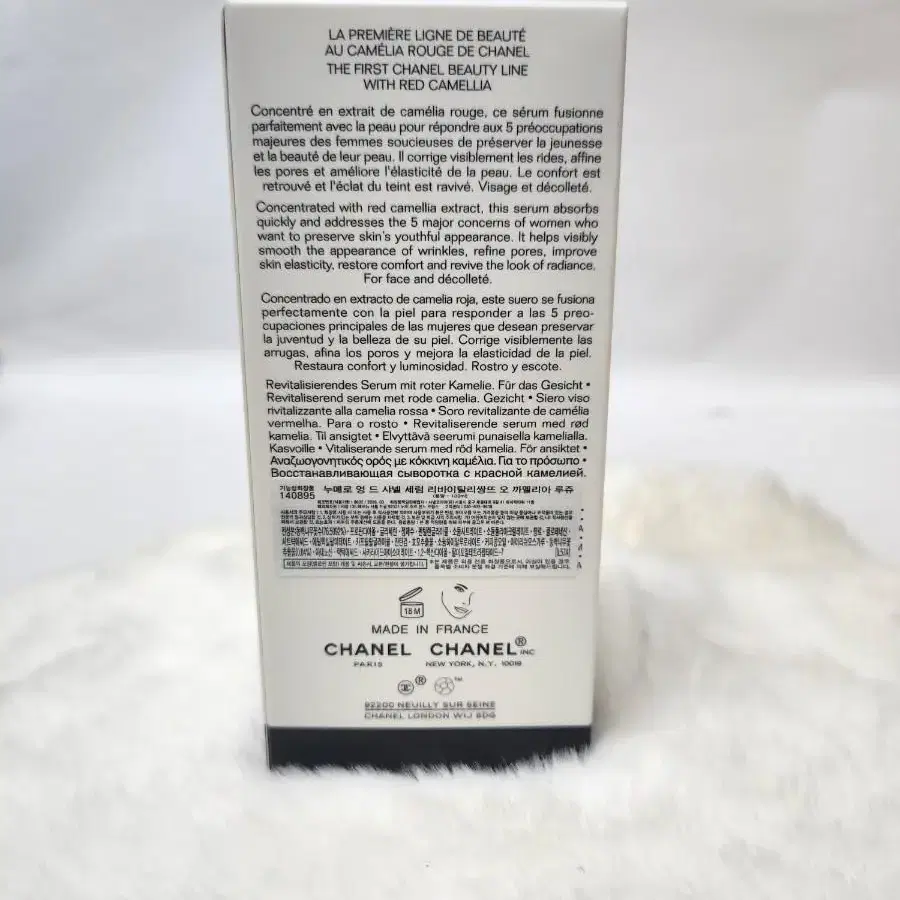 LA PREMIÈRE LIGNE DE BEAUTÉ
AU CAMÉLIA ROUGE DE CHANEL
THE FIRST CHANEL BEAUTY LINE
WITH RED CAMELLIA
Concentré en extrait de camélia rouge, ce sérum fusionne
parfaitement avec la peau pour répondre aux 5 préoccupations
majeures des femmes soucieuses de préserver la jeunesse
et la beauté de leur peau. Il corrige visiblement les rides, affine
les pores et améliore l'élasticité de la peau. Le confort est
retrouvé et l'éclat du teint est ravivé. Visage et décolleté.
Concentrated with red camellia extract, this serum absorbs
quickly and addresses the 5 major concerns of women who
want to preserve skin's youthful appearance. It helps visibly
smooth the appearance of wrinkles, refine pores, improve
skin elasticity, restore comfort and revive the look of radiance.
For face and décolleté.
Concentrado en extracto de camelia roja, este suero se fusiona
perfectamente con la piel para responder a las 5 preo-
cupaciones principales de las mujeres que desean preservar
la juventud y la belleza de su piel. Corrige visiblemente las
arrugas, afina los poros y mejora la elasticidad de la piel.
Restaura confort y luminosidad. Rostro y escote.
Revitalisierendes Serum mit roter Kamelie. Für das Gesicht •
Revitaliserend serum met rode camelia. Gezicht • Siero viso
rivitalizzante alla camelia rossa • Soro revitalizante de camélia
vermelha. Para o rosto • Revitaliserende serum med rød
kamelia. Til ansigtet • Elvyttävä seerumi punaisella kamelialla.
Kasvoille • Vitaliserande serum med röd kamelia. För ansiktet •
Αναζωογονητικός ορός με κόκκινη καμέλια. Για το πρόσωπο •
Восстанавливающая сыворотка с красной камелией.
기능성화장품
140895
누메로 엉 드 샤넬 세럼 리바이탈리쌍뜨 오 까멜리아 루쥬
18 M
MADE IN FRANCE
CHANEL CHANEL® INC
PARIS NEW YORK, N.Y. 10019
® ™
92200 NEUILLY SUR SEINE
CHANEL LONDON W1J 6DG